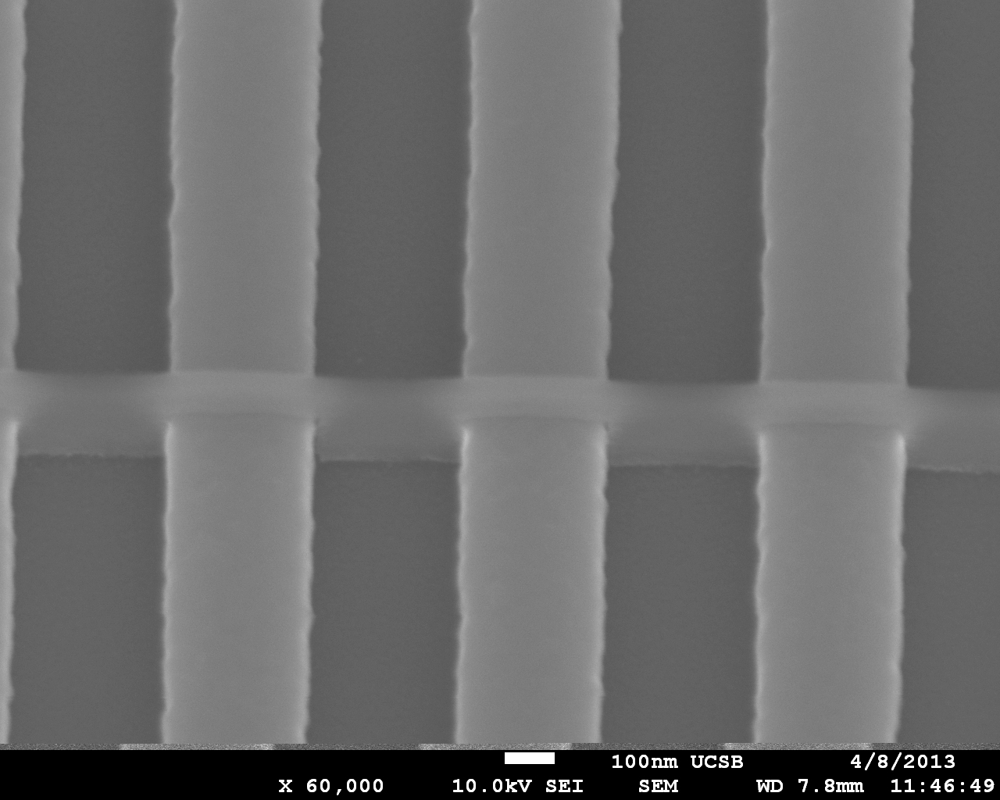 100nm UCSB 4/8/2013
X 60,000 10.0kV SEI SEM WD 7.8mm 11:46:49